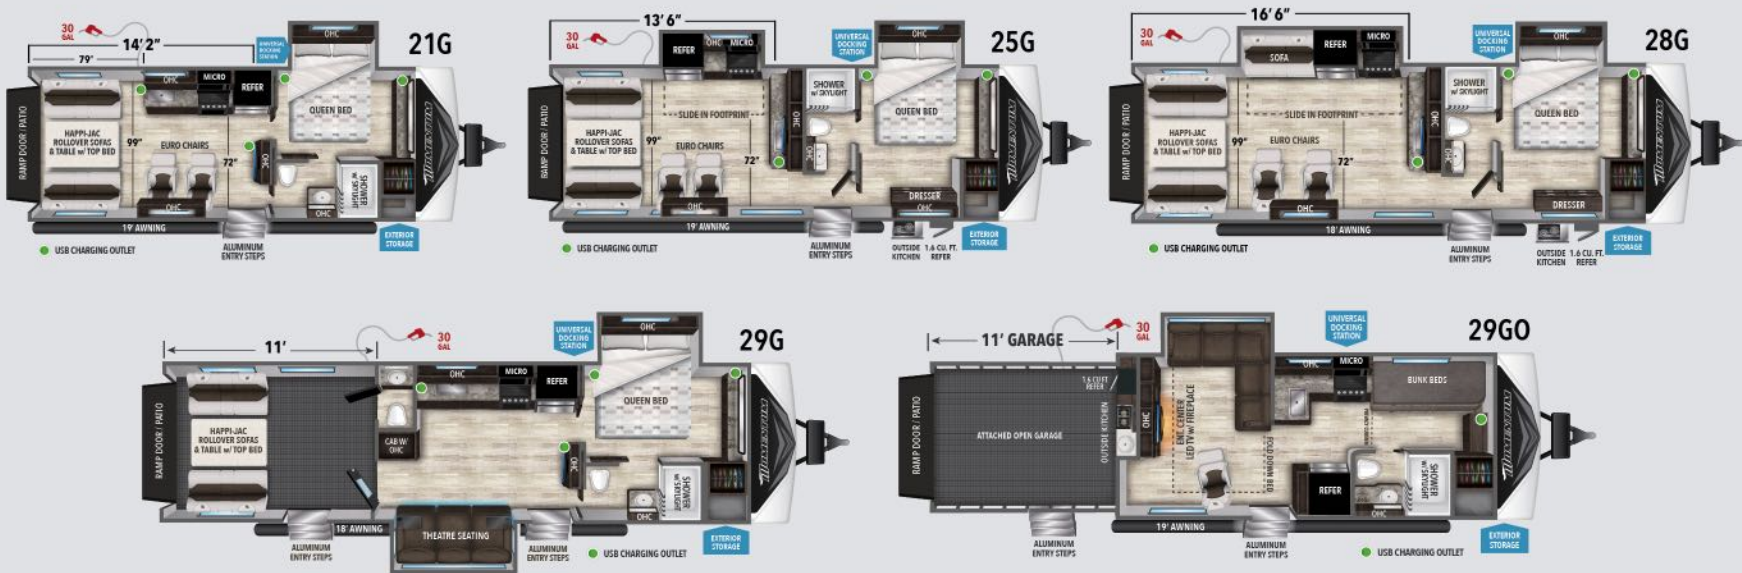 30
GAL
14' 2"
79"
UNIVERSAL
DOCKING
STATION
OHC
21G
RAMP DOOR / PATIO
HAPPI-JAC
ROLLOVER SOFAS
& TABLE w/ TOP BED
99"
OHC
MICRO
REFER
EURO CHAIRS
72"
OHC
QUEEN BED
OHC
OHC
SHOWER
w/ SKYLIGHT
MOMENTUM
19' AWNING
USB CHARGING OUTLET
ALUMINUM
ENTRY STEPS
EXTERIOR
STORAGE
30
GAL
13' 6"
REFER
OHC
MICRO
UNIVERSAL
DOCKING
STATION
OHC
25G
RAMP DOOR / PATIO
HAPPI-JAC
ROLLOVER SOFAS
& TABLE w/ TOP BED
99"
SLIDE IN FOOTPRINT
EURO CHAIRS
72"
OHC
SHOWER
w/ SKYLIGHT
OHC
QUEEN BED
OHC
DRESSER
OHC
MOMENTUM
19' AWNING
USB CHARGING OUTLET
ALUMINUM
ENTRY STEPS
OUTSIDE
KITCHEN
1.6 CU. FT.
REFER
EXTERIOR
STORAGE
30
GAL
16' 6"
SOFA
REFER
MICRO
UNIVERSAL
DOCKING
STATION
OHC
28G
RAMP DOOR / PATIO
HAPPI-JAC
ROLLOVER SOFAS
& TABLE w/ TOP BED
99"
SLIDE IN FOOTPRINT
EURO CHAIRS
72"
OHC
SHOWER
w/ SKYLIGHT
OHC
QUEEN BED
OHC
DRESSER
MOMENTUM
18' AWNING
USB CHARGING OUTLET
ALUMINUM
ENTRY STEPS
OUTSIDE
KITCHEN
1.6 CU. FT.
REFER
EXTERIOR
STORAGE
11'
30
GAL
UNIVERSAL
DOCKING
STATION
OHC
29G
RAMP DOOR / PATIO
HAPPI-JAC
ROLLOVER SOFAS
& TABLE w/ TOP BED
CAB W/
OHC
OHC
MICRO
REFER
QUEEN BED
OHC
OHC
SHOWER
w/ SKYLIGHT
MOMENTUM
18' AWNING
THEATRE SEATING
ALUMINUM
ENTRY STEPS
ALUMINUM
ENTRY STEPS
USB CHARGING OUTLET
EXTERIOR
STORAGE
11' GARAGE
30
GAL
UNIVERSAL
DOCKING
STATION
29GO
RAMP DOOR / PATIO
ATTACHED OPEN GARAGE
1.6 CU FT.
REFER
OUTSIDE KITCHEN
OHC
ENT. CENTER
LED TV w/ FIREPLACE
FOLD DOWN BED
OHC
MICRO
BUNK BEDS
REFER
OHC
SHOWER
w/ SKYLIGHT
MOMENTUM
19' AWNING
ALUMINUM
ENTRY STEPS
ALUMINUM
ENTRY STEPS
USB CHARGING OUTLET
EXTERIOR
STORAGE